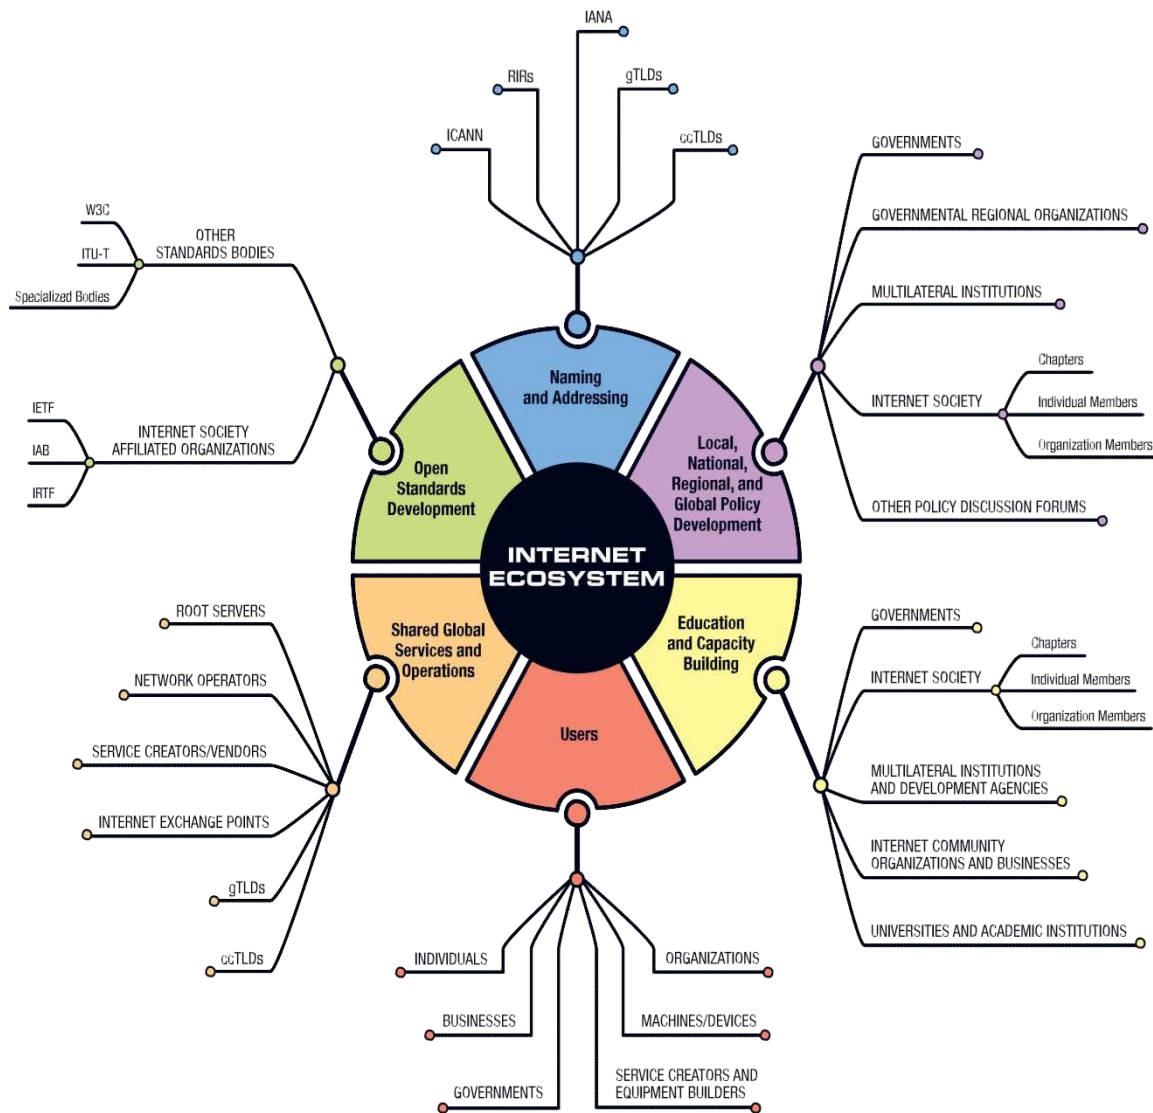 IANA
RIRs
gTLDs
ICANN
ccTLDs
GOVERNMENTS
GOVERNMENTAL REGIONAL ORGANIZATIONS
MULTILATERAL INSTITUTIONS
INTERNET SOCIETY
Chapters
Individual Members
Organization Members
OTHER POLICY DISCUSSION FORUMS
W3C
ITU-T
Specialized Bodies
OTHER
STANDARDS BODIES
IETF
IAB
IRTF
INTERNET SOCIETY
AFFILIATED ORGANIZATIONS
Naming
and Addressing
Local,
National,
Regional, and
Global Policy
Development
Open
Standards
Development
INTERNET
ECOSYSTEM
Shared Global
Services and
Operations
Education
and Capacity
Building
Users
ROOT SERVERS
NETWORK OPERATORS
SERVICE CREATORS/VENDORS
INTERNET EXCHANGE POINTS
gTLDs
ccTLDs
GOVERNMENTS
INTERNET SOCIETY
Chapters
Individual Members
Organization Members
MULTILATERAL INSTITUTIONS
AND DEVELOPMENT AGENCIES
INTERNET COMMUNITY
ORGANIZATIONS AND BUSINESSES
UNIVERSITIES AND ACADEMIC INSTITUTIONS
INDIVIDUALS
BUSINESSES
GOVERNMENTS
ORGANIZATIONS
MACHINES/DEVICES
SERVICE CREATORS AND
EQUIPMENT BUILDERS